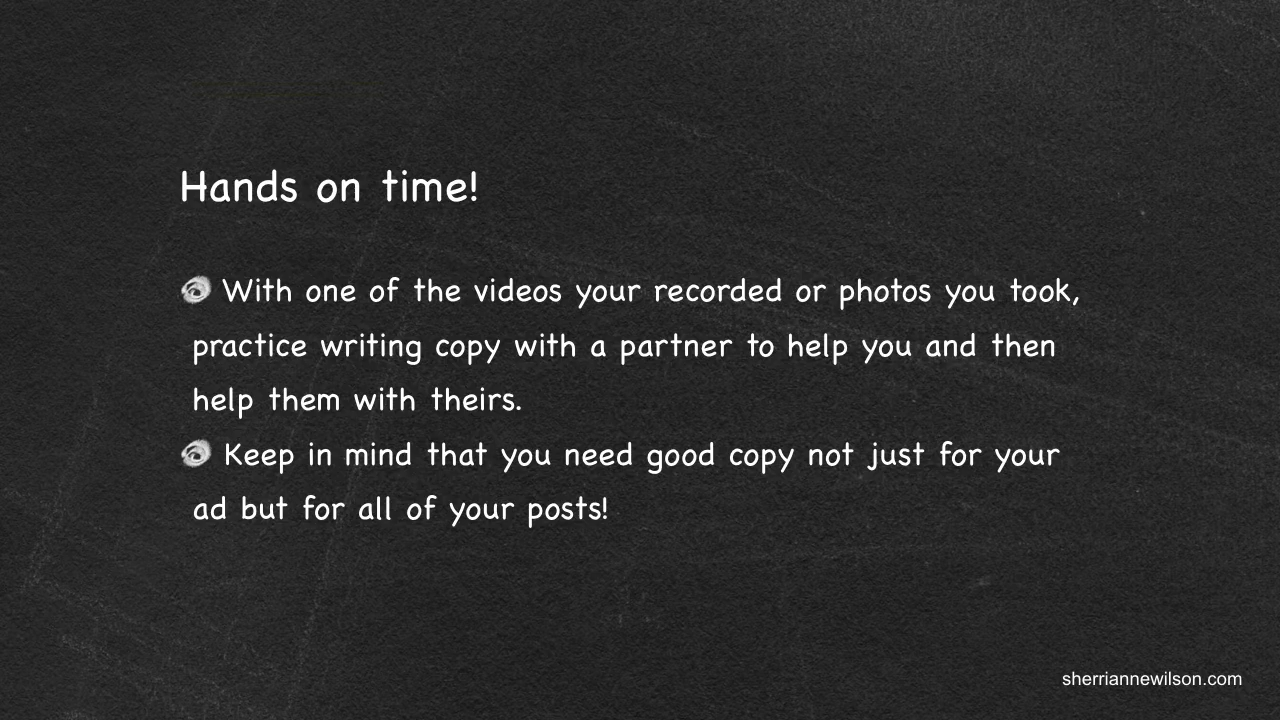 Hands on time!
With one of the videos your recorded or photos you took,
practice writing copy with a partner to help you and then
help them with theirs.
Keep in mind that you need good copy not just for your
ad but for all of your posts!
sherriannewilson.com